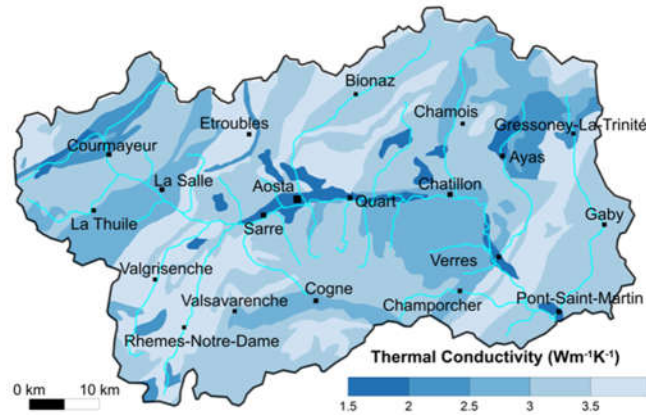 Bionaz
Chamois
Etroubles
Gressoney-La-Trinité
Courmayeur
Ayas
La Salle
Aosta
Quart
Chatillon
La Thuile
Sarre
Gaby
Verres
Valgrisenche
Cogne
Valsavarenche
Champorcher
Pont-Saint-Martin
Rhemes-Notre-Dame
Thermal Conductivity (Wm⁻¹K⁻¹)
0 km 10 km
1.5 2 2.5 3 3.5